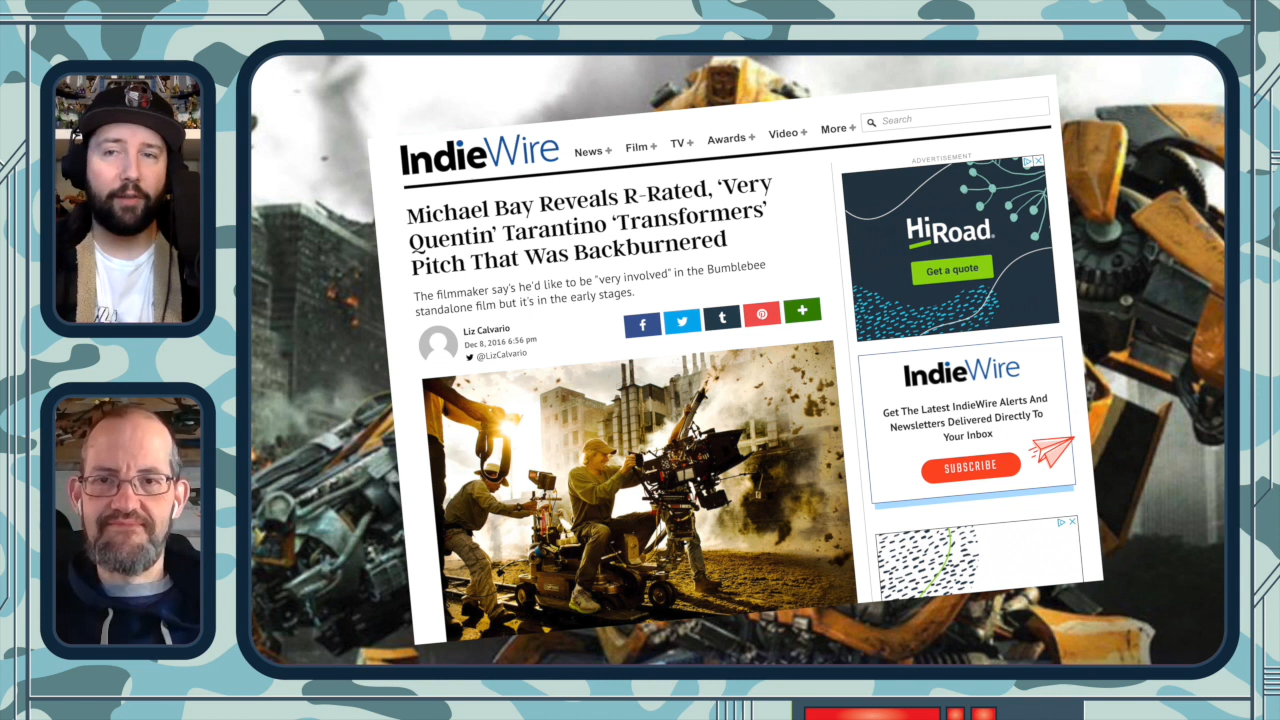 IndieWire
News + Film + TV + Awards + Video + More +
Search
ADVERTISEMENT
Michael Bay Reveals R-Rated, ‘Very
Quentin’ Tarantino ‘Transformers’
Pitch That Was Backburnered
The filmmaker say's he'd like to be "very involved" in the Bumblebee
standalone film but it's in the early stages.
Liz Calvario
Dec 8, 2016 6:56 pm
@LizCalvario
HiRoad.
Get a quote
IndieWire
Get The Latest IndieWire Alerts And
Newsletters Delivered Directly To
Your Inbox
SUBSCRIBE